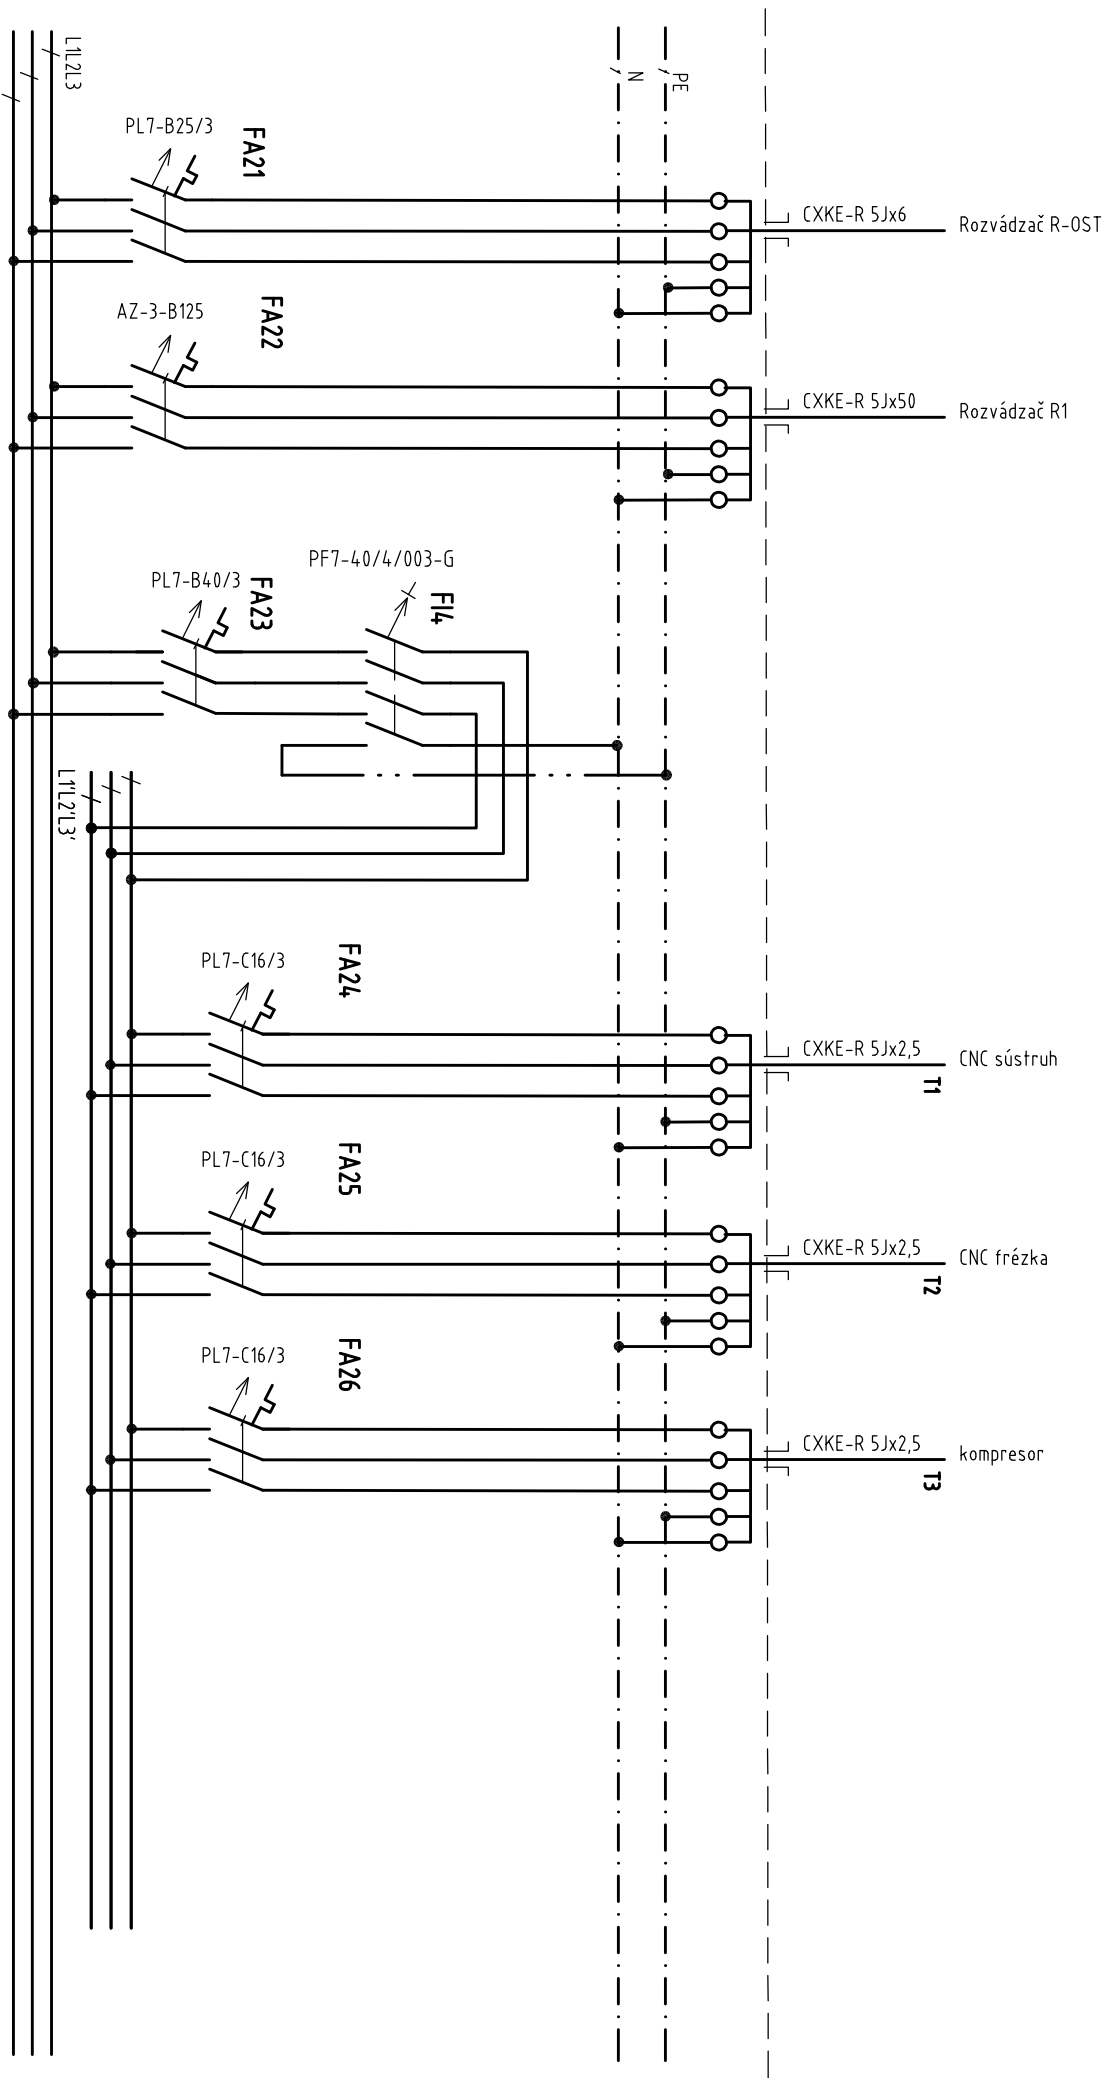 L1L2L3
N
PE
PL7-B25/3
FA21
CXKE-R 5Jx6
Rozvádzač R-OST
AZ-3-B125
FA22
CXKE-R 5Jx50
Rozvádzač R1
PL7-B40/3
FA23
PF7-40/4/003-G
FI4
L1'L2'L3'
PL7-C16/3
FA24
CXKE-R 5Jx2,5
T1
CNC sústruh
PL7-C16/3
FA25
CXKE-R 5Jx2,5
T2
CNC frézka
PL7-C16/3
FA26
CXKE-R 5Jx2,5
T3
kompresor